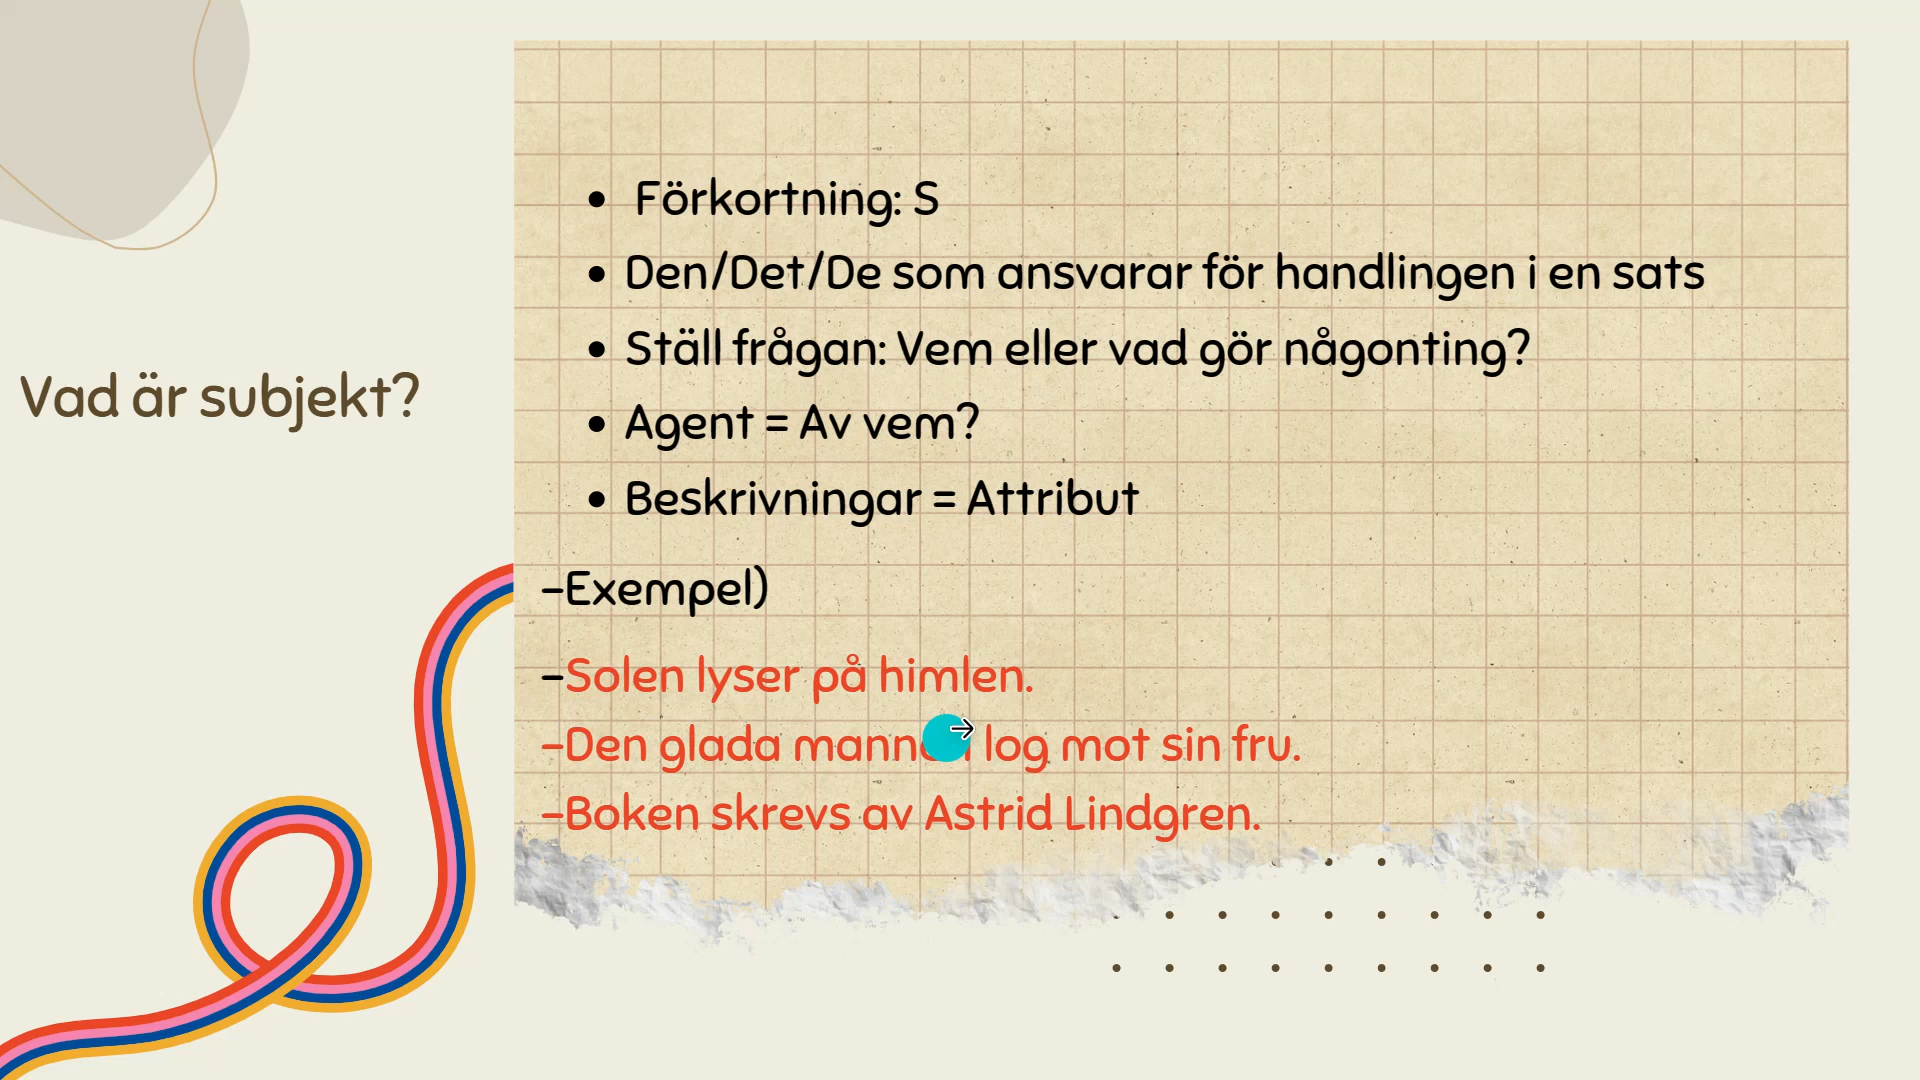 Vad är subjekt?
Förkortning: S
Den/Det/De som ansvarar för handlingen i en sats
Ställ frågan: Vem eller vad gör någonting?
Agent = Av vem?
Beskrivningar = Attribut
-Exempel)
-Solen lyser på himlen.
-Den glada mannen log mot sin fru.
-Boken skrevs av Astrid Lindgren.